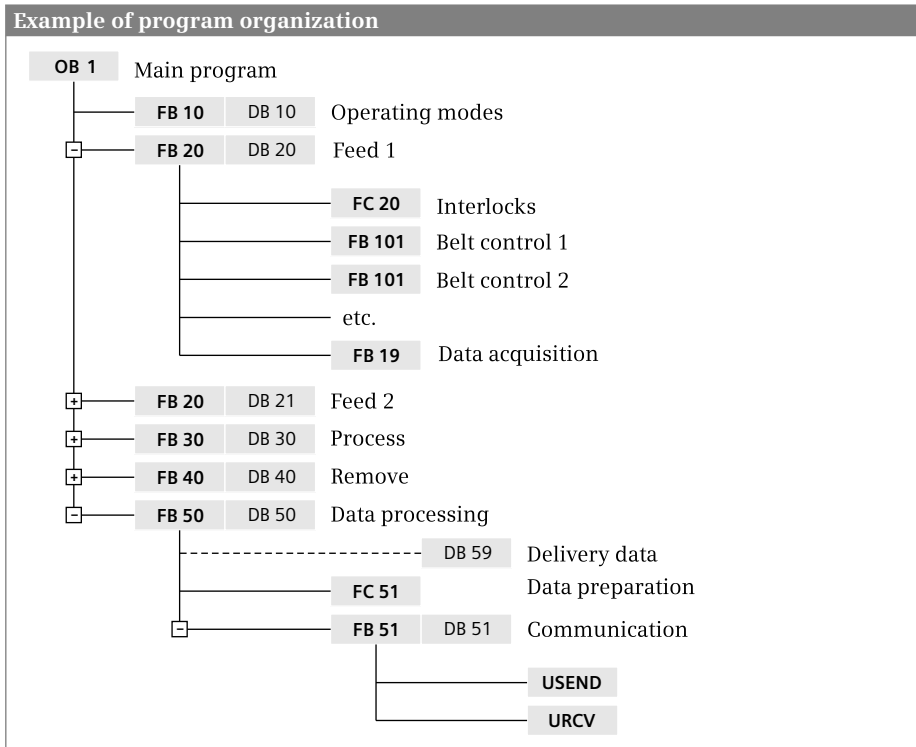 Example of program organization
OB 1 Main program
FB 10 DB 10 Operating modes
FB 20 DB 20 Feed 1
FC 20 Interlocks
FB 101 Belt control 1
FB 101 Belt control 2
etc.
FB 19 Data acquisition
FB 20 DB 21 Feed 2
FB 30 DB 30 Process
FB 40 DB 40 Remove
FB 50 DB 50 Data processing
DB 59 Delivery data
FC 51 Data preparation
FB 51 DB 51 Communication
USEND
URCV